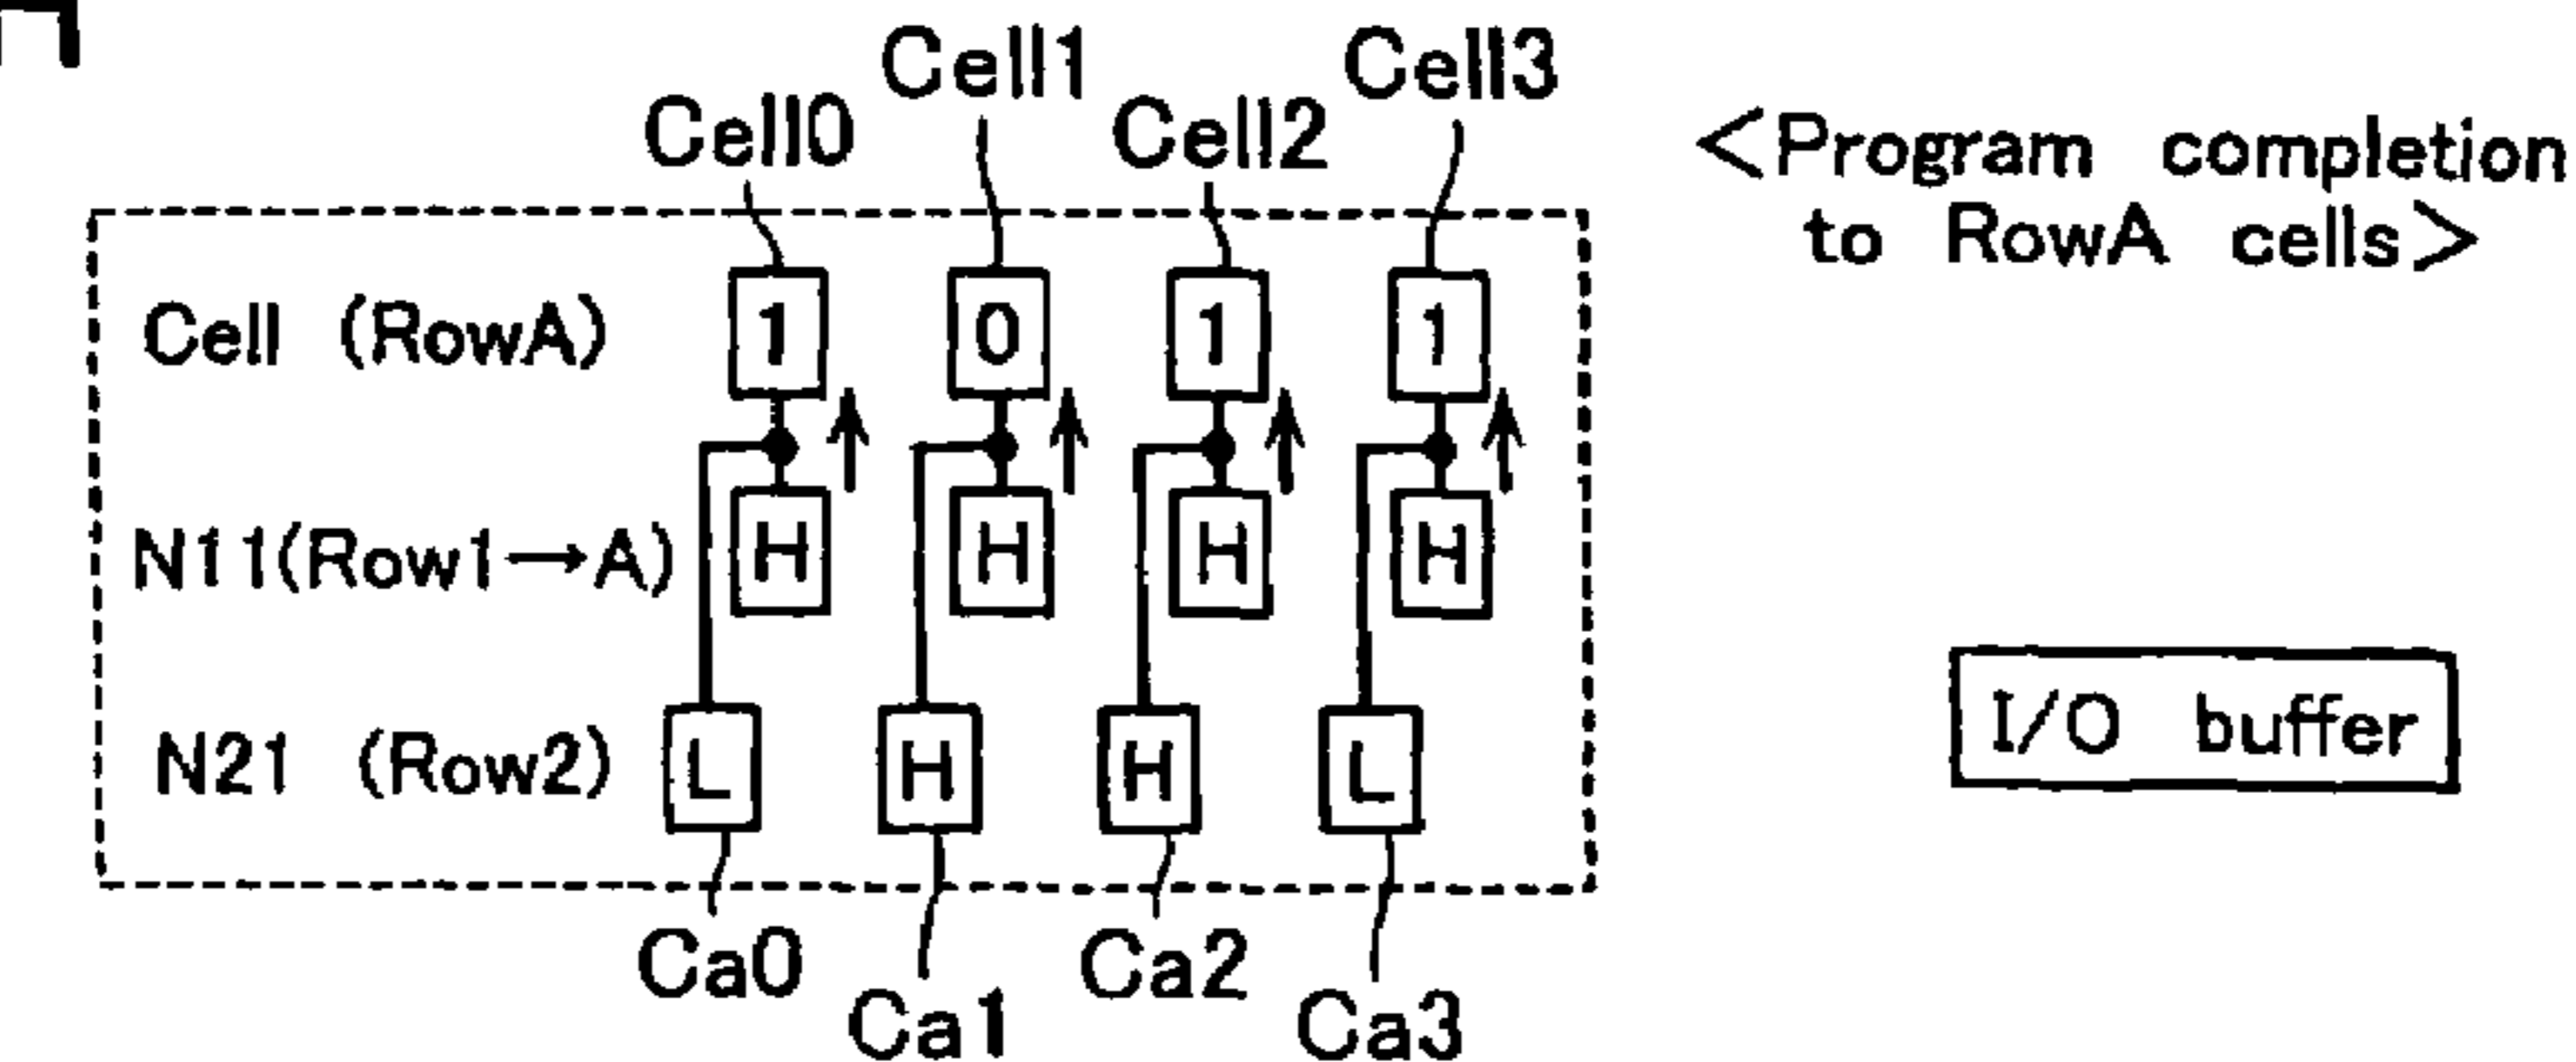 Cell0 Cell1 Cell2 Cell3
<Program completion
to RowA cells>
Cell (RowA) 1 0 1 1
N11(Row1→A) H H H H
N21 (Row2) L H H L
I/O buffer
Ca0 Ca1 Ca2 Ca3